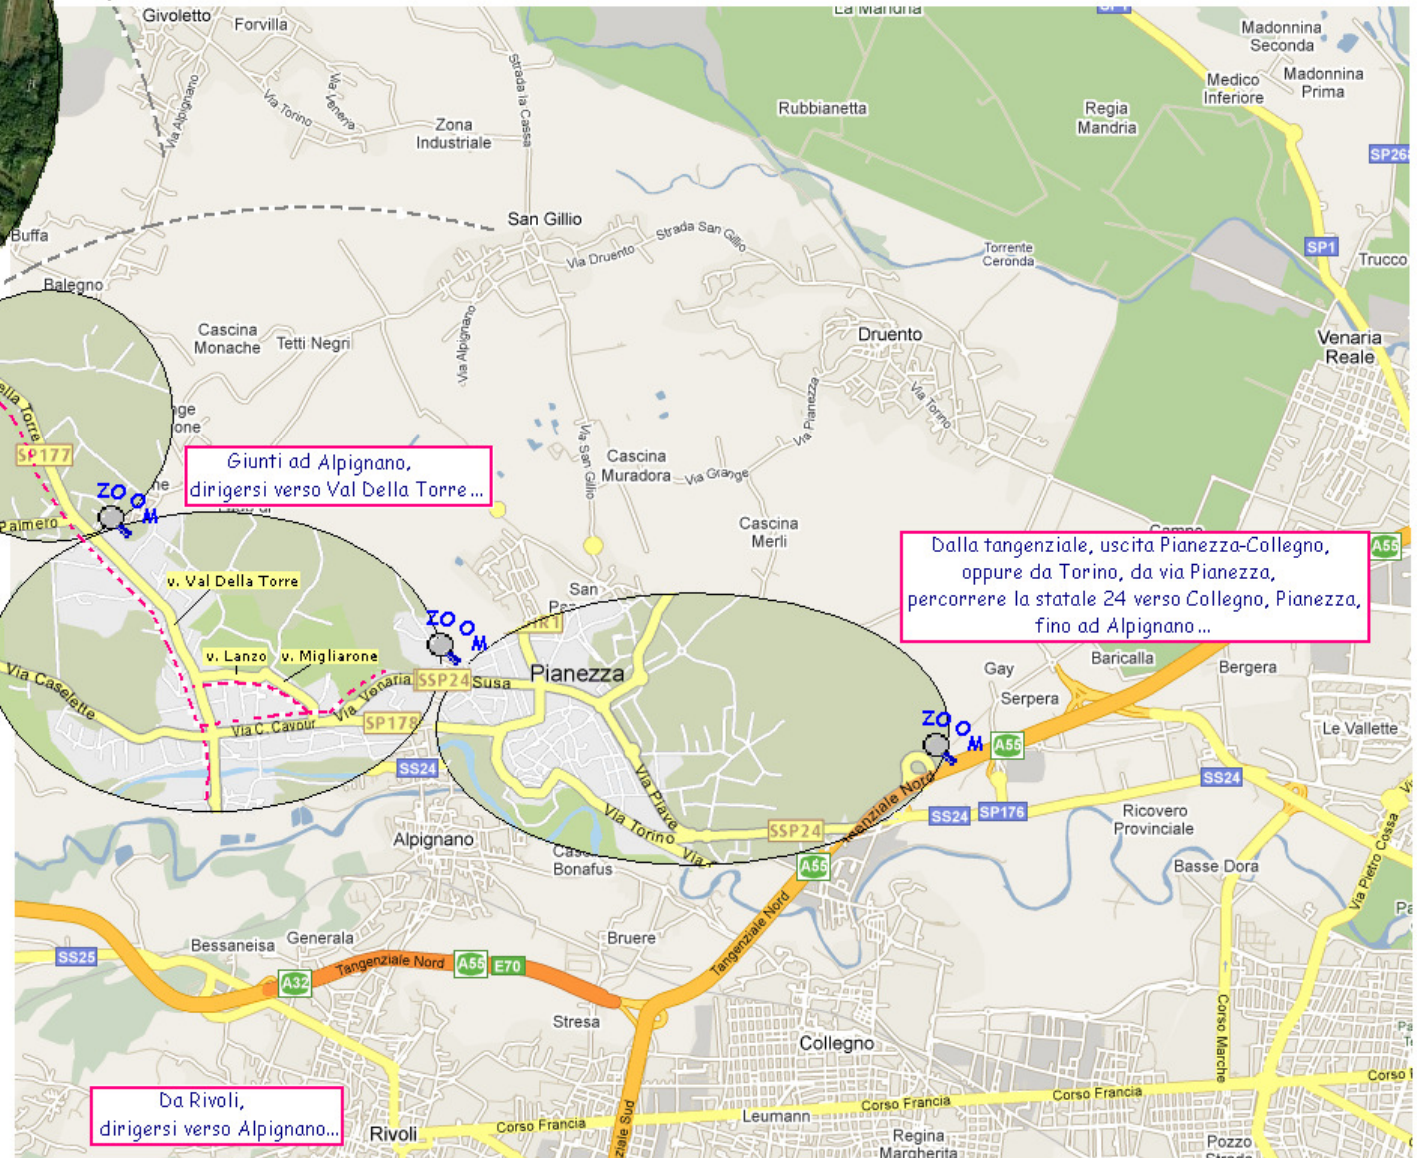 Givoletto
Forvilla
La Mandria
SP1
Madonnina
Seconda
Madonnina
Prima
Medico
Inferiore
Strada la Cassa
Via Alpignano
Via Torino
Via Venerie
Zona
Industriale
Rubbianetta
Regia
Mandria
Buffa
San Gillio
Strada San Gillio
Via Druento
Torrente
Ceronda
SP1
Trucco
Balegno
Cascina
Monache
Tetti Negri
Via Alpignano
Druento
Venaria
Reale
Via Pianezza
Via Torino
ella Torre
SP177
Giunti ad Alpignano,
dirigersi verso Val Della Torre...
Via San Gillio
Cascina
Muradora
Via Grange
ZOOM
Palmero
Cascina
Merli
Dalla tangenziale, uscita Pianezza-Collegno,
oppure da Torino, da via Pianezza,
percorrere la statale 24 verso Collegno, Pianezza,
fino ad Alpignano...
A55
v. Val Della Torre
San
ZOOM
v. Lanzo
v. Migliarone
Via Caselette
Via Venaria
SSP24
Susa
Pianezza
Gay
Baricalla
Bergera
Serpera
Via C. Cavour
SP178
ZOOM
A55
Le Vallette
SS24
Via Piave
Tangenziale Nord
SS24
SS24
SP176
Ricovero
Provinciale
Alpignano
Via Torino
Via
SSP24
Bonafus
A55
Basse Dora
Via Pietro Cossa
Bessaneisa
Generala
Bruere
SS25
A32
Tangenziale Nord
A55
E70
Tangenziale Nord
Stresa
Collegno
Corso Marche
Da Rivoli,
dirigersi verso Alpignano...
Rivoli
Corso Francia
Leumann
Corso Francia
Corso Francia
Regina
Margherita
Pozzo
Strada